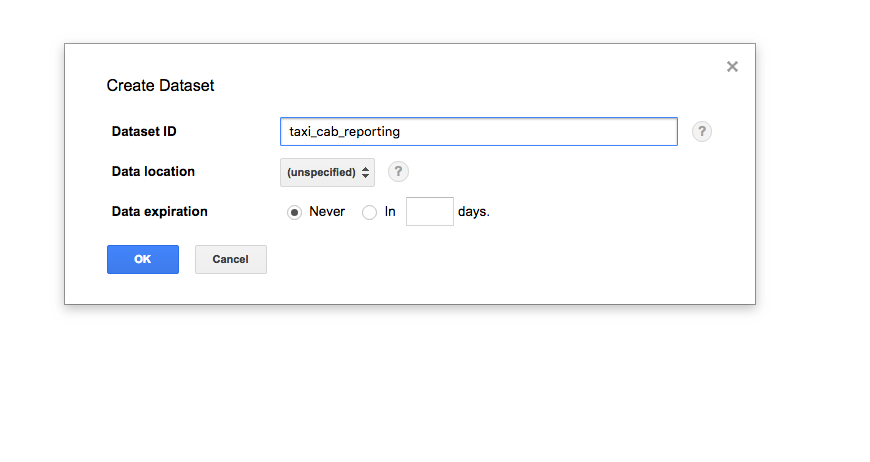 ×
Create Dataset
Dataset ID taxi_cab_reporting ?
Data location (unspecified) ?
Data expiration Never In days.
OK Cancel